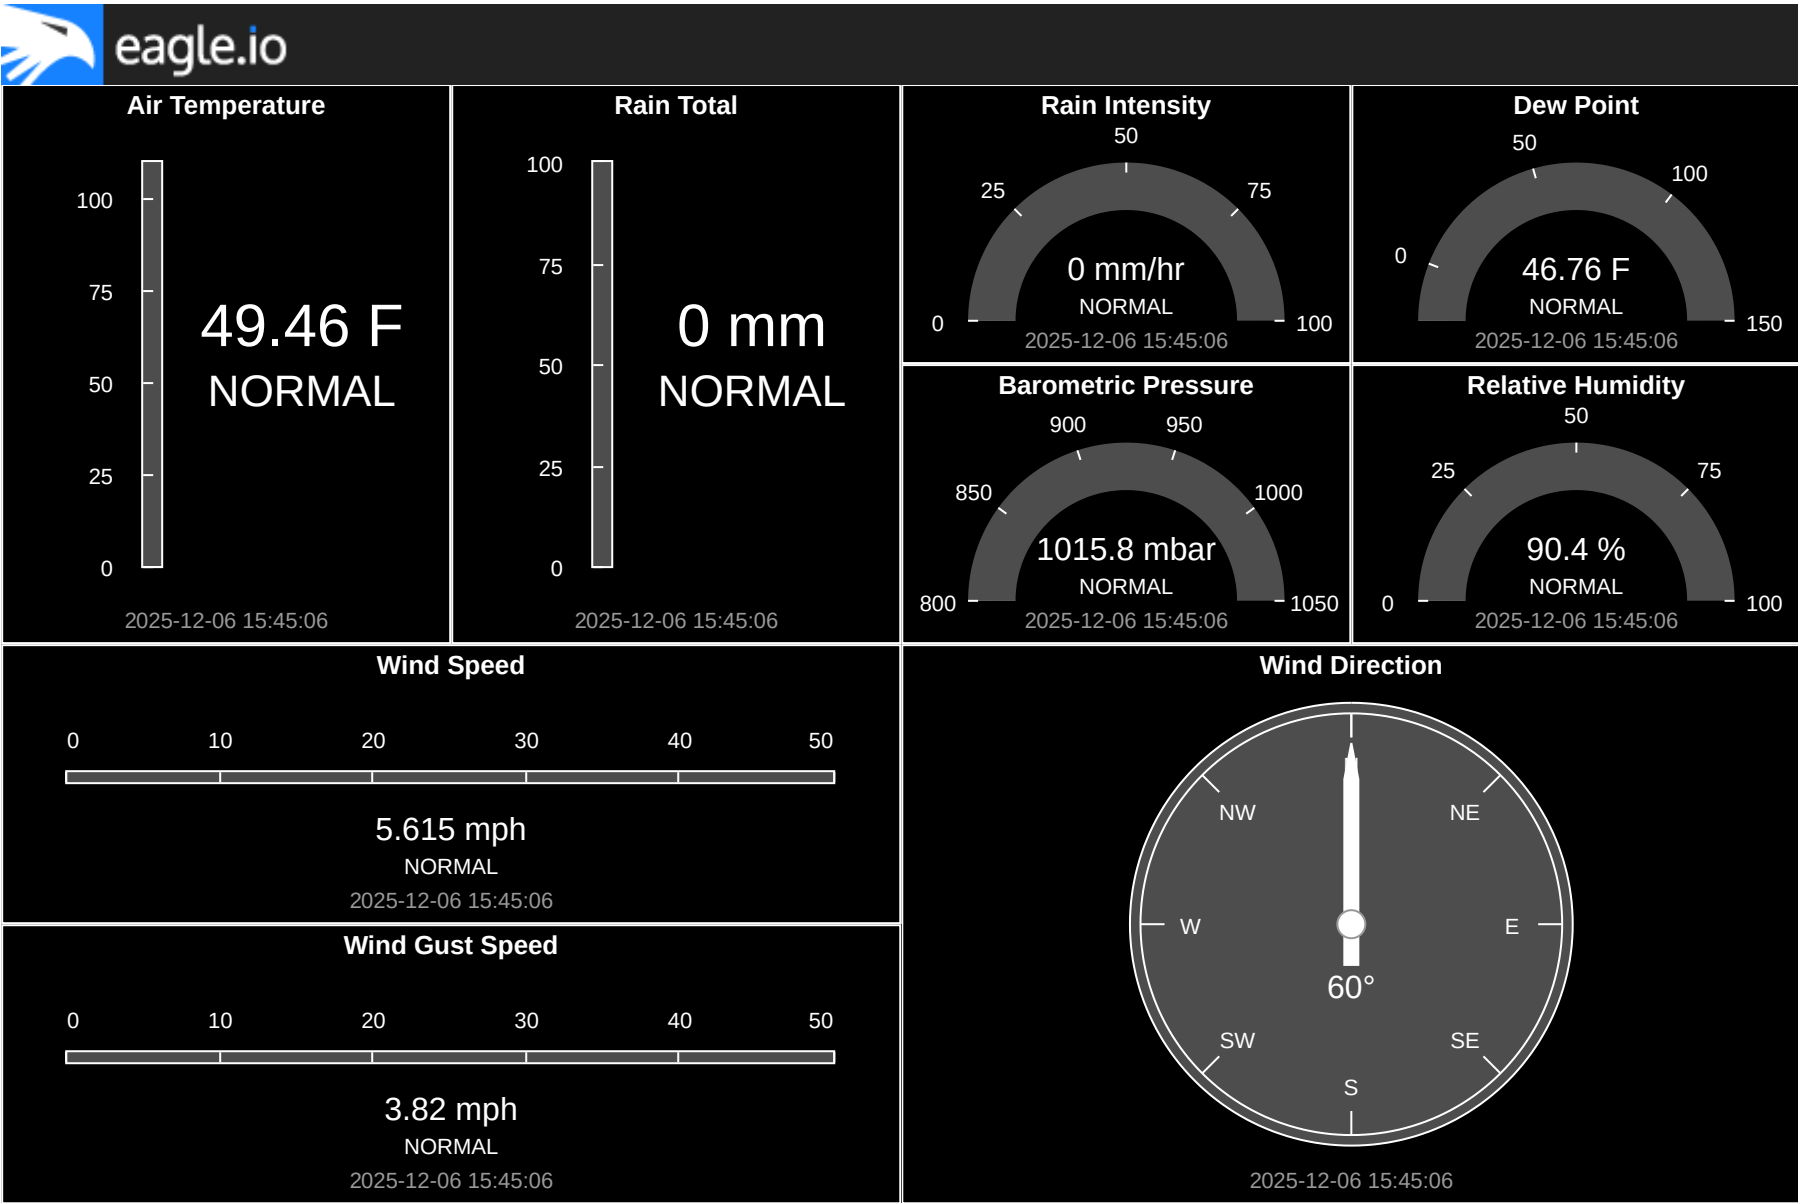 eagle.io
Air Temperature
100
75
50
25
0
49.46 F
NORMAL
2025-12-06 15:45:06
Rain Total
100
75
50
25
0
0 mm
NORMAL
2025-12-06 15:45:06
Rain Intensity
50
25
75
0
100
0 mm/hr
NORMAL
2025-12-06 15:45:06
Dew Point
50
100
0
150
46.76 F
NORMAL
2025-12-06 15:45:06
Barometric Pressure
900
950
850
1000
800
1050
1015.8 mbar
NORMAL
2025-12-06 15:45:06
Relative Humidity
50
25
75
0
100
90.4 %
NORMAL
2025-12-06 15:45:06
Wind Speed
0 10 20 30 40 50
5.615 mph
NORMAL
2025-12-06 15:45:06
Wind Gust Speed
0 10 20 30 40 50
3.82 mph
NORMAL
2025-12-06 15:45:06
Wind Direction
NW NE
W E
60°
SW SE
S
2025-12-06 15:45:06